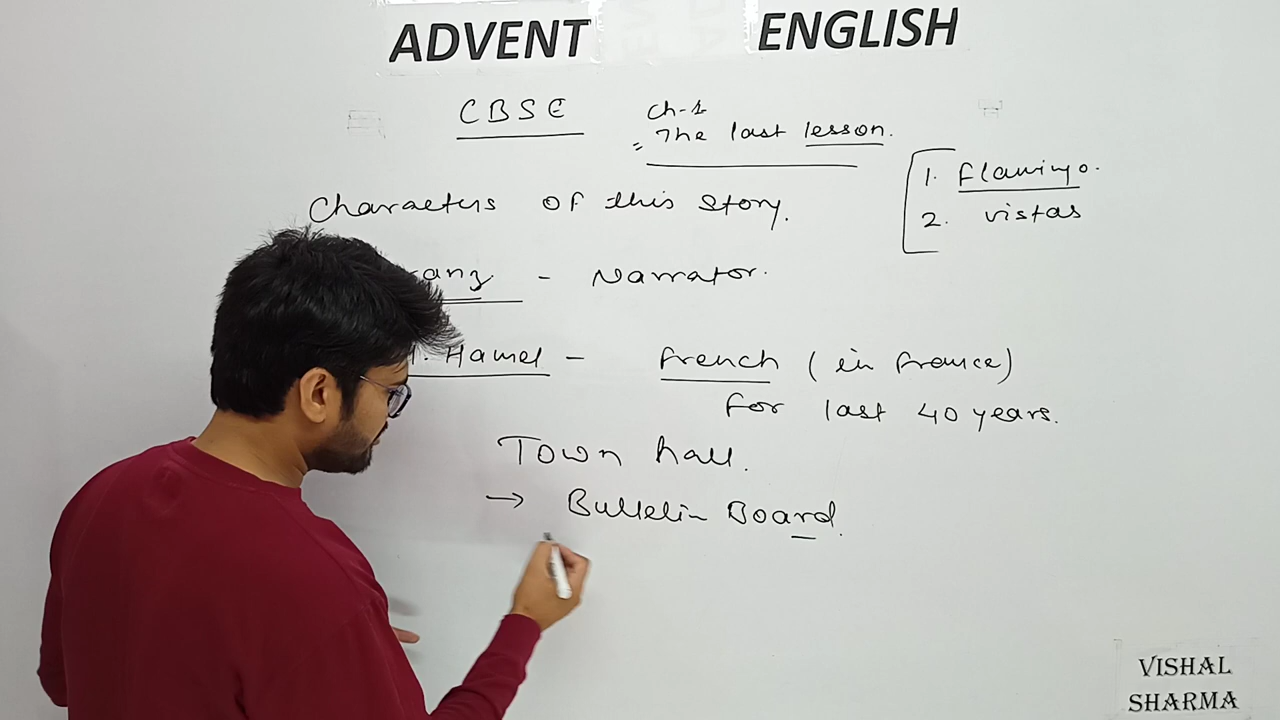 ADVENT ENGLISH
CBSE
Ch-1
The last lesson.
1. Flamingo.
2. vistas
Characters of this story.
anz - Narrator.
. Hamel - French (in France)
For last 40 years.
Town hall.
→ Bulletin Board.
VISHAL
SHARMA